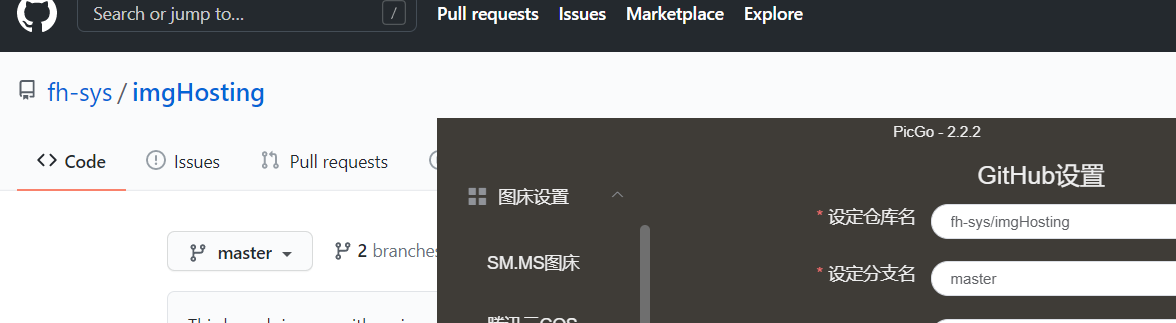 Search or jump to...
/
Pull requests
Issues
Marketplace
Explore
fh-sys / imgHosting
Code
Issues
Pull requests
master
2 branches
PicGo - 2.2.2
图床设置
SM.MS图床
GitHub设置
* 设定仓库名
fh-sys/imgHosting
* 设定分支名
master